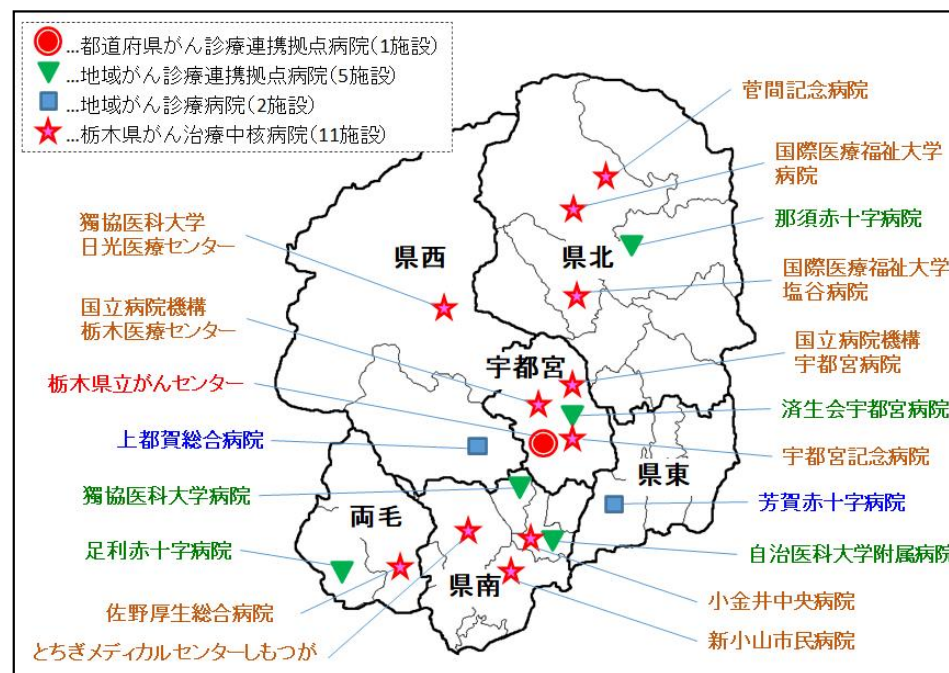 …都道府県がん診療連携拠点病院(1施設)
…地域がん診療連携拠点病院(5施設)
…地域がん診療病院(2施設)
…栃木県がん治療中核病院(11施設)
菅間記念病院
国際医療福祉大学
病院
那須赤十字病院
国際医療福祉大学
塩谷病院
国立病院機構
宇都宮病院
済生会宇都宮病院
宇都宮記念病院
芳賀赤十字病院
自治医科大学附属病院
小金井中央病院
新小山市民病院
獨協医科大学
日光医療センター
国立病院機構
栃木医療センター
栃木県立がんセンター
上都賀総合病院
獨協医科大学病院
足利赤十字病院
佐野厚生総合病院
とちぎメディカルセンターしもつが
県西
県北
宇都宮
県東
両毛
県南